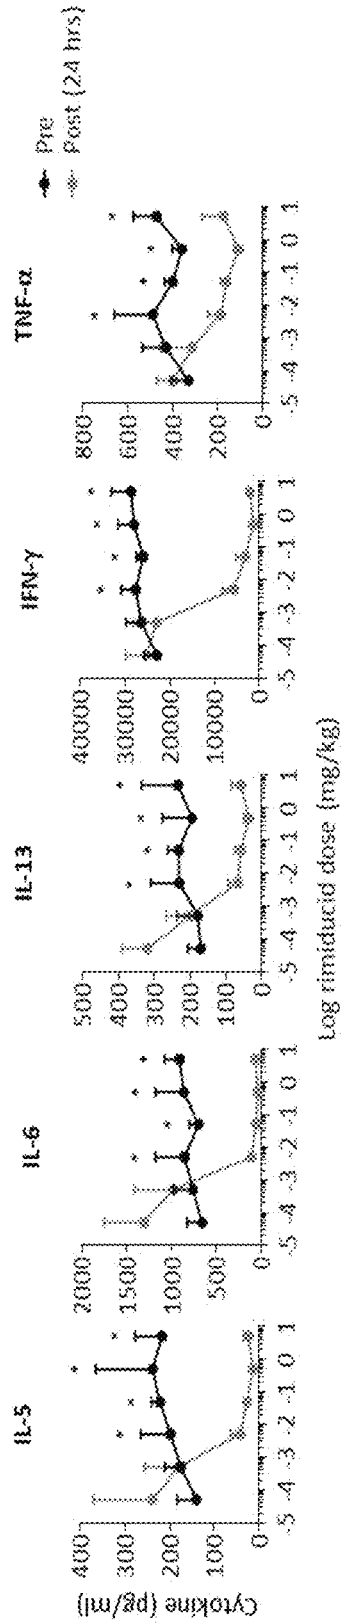 IL-5
IL-6
IL-13
IFN-γ
TNF-α
Pre
Post (24 hrs)
Cytokine (pg/ml)
400
300
200
100
0
-5 -4 -3 -2 -1 0 1
2000
1500
1000
500
0
-5 -4 -3 -2 -1 0 1
500
400
300
200
100
0
-5 -4 -3 -2 -1 0 1
40000
30000
20000
10000
0
-5 -4 -3 -2 -1 0 1
800
600
400
200
0
-5 -4 -3 -2 -1 0 1
Log rimiducid dose (mg/kg)